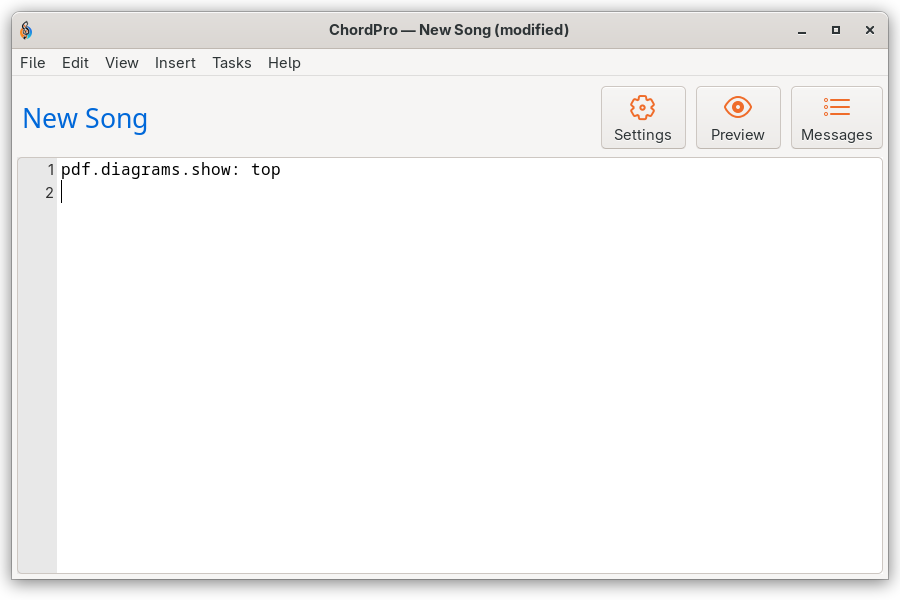 ChordPro — New Song (modified)
File Edit View Insert Tasks Help
New Song
Settings Preview Messages
1 pdf.diagrams.show: top
2